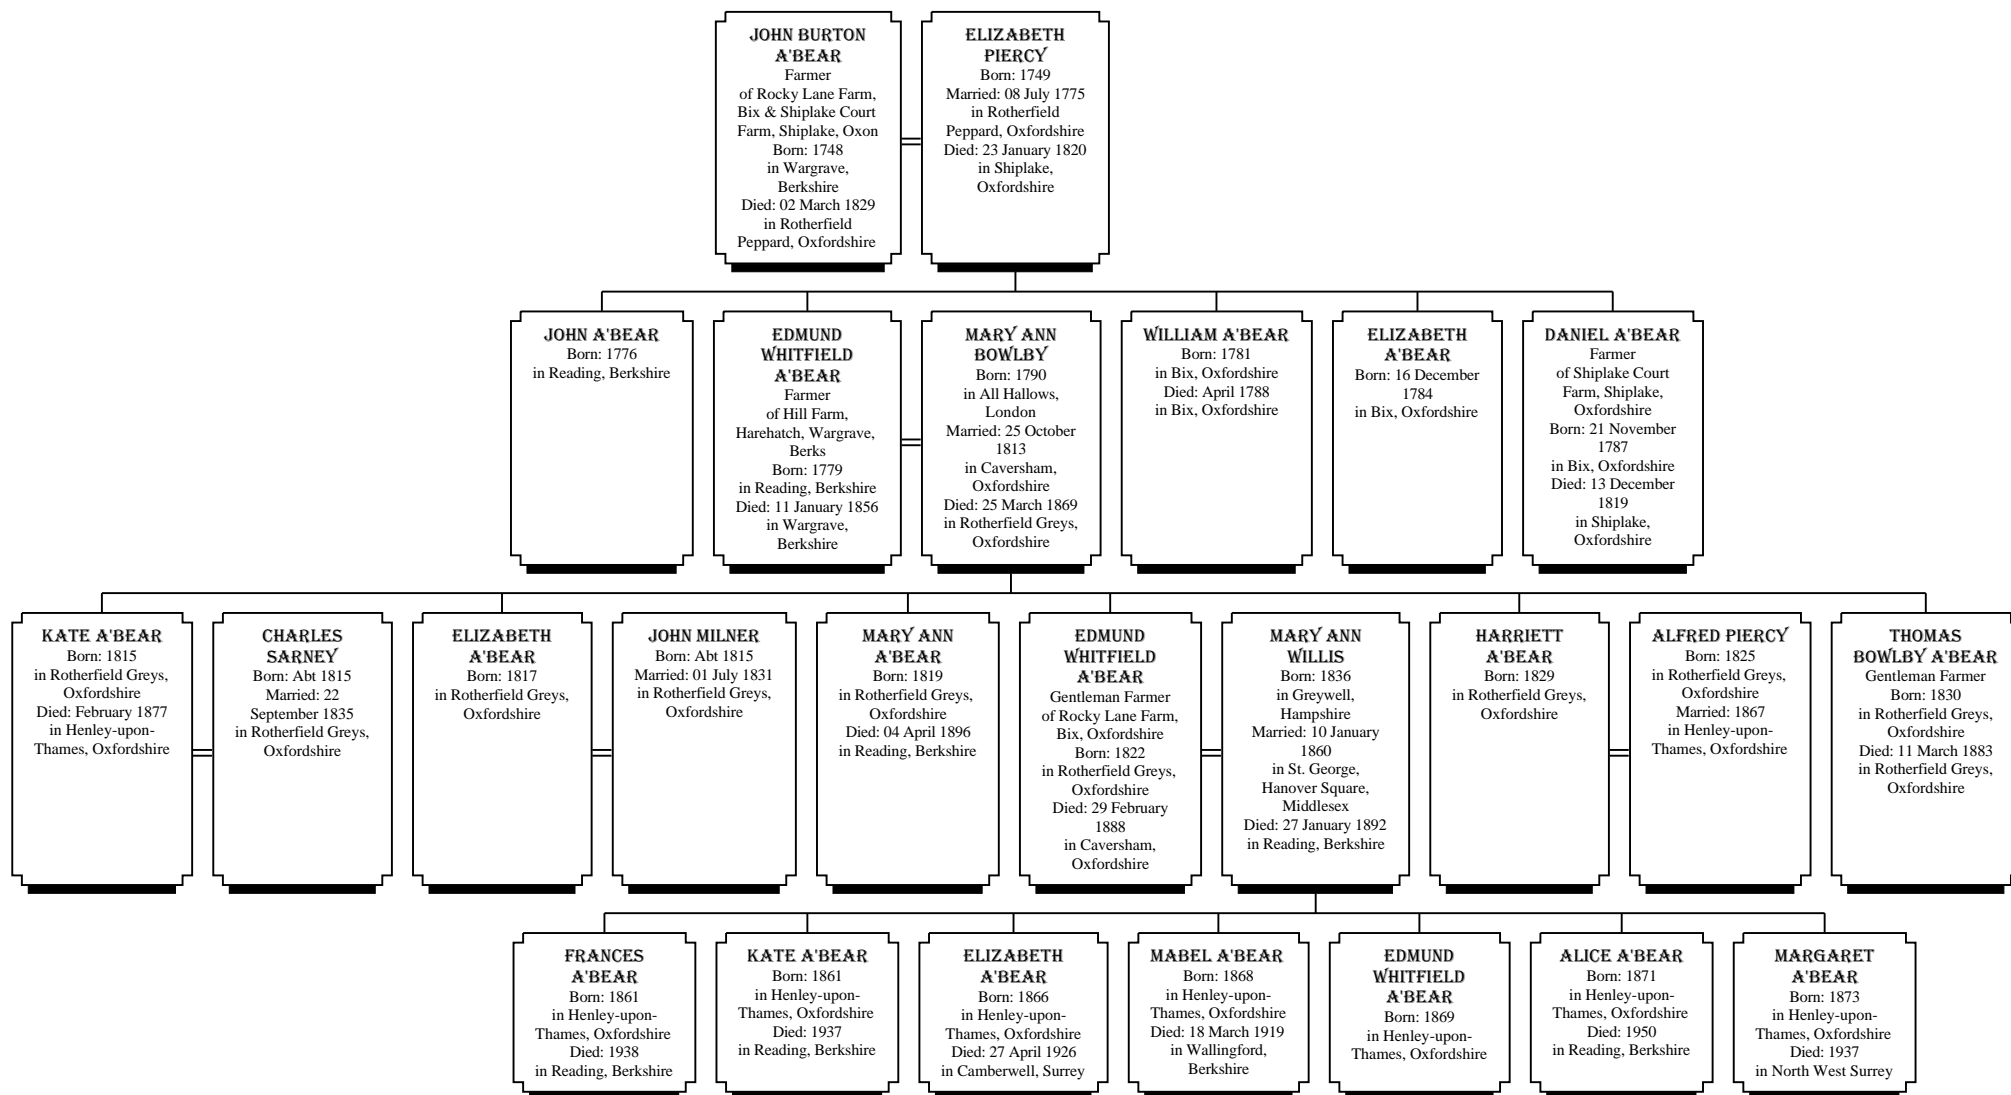 JOHN BURTON
A'BEAR
Farmer
of Rocky Lane Farm,
Bix & Shiplake Court
Farm, Shiplake, Oxon
Born: 1748
in Wargrave,
Berkshire
Died: 02 March 1829
in Rotherfield
Peppard, Oxfordshire
ELIZABETH
PIERCY
Born: 1749
Married: 08 July 1775
in Rotherfield
Peppard, Oxfordshire
Died: 23 January 1820
in Shiplake,
Oxfordshire
JOHN A'BEAR
Born: 1776
in Reading, Berkshire
EDMUND
WHITFIELD
A'BEAR
Farmer
of Hill Farm,
Harehatch, Wargrave,
Berks
Born: 1779
in Reading, Berkshire
Died: 11 January 1856
in Wargrave,
Berkshire
MARY ANN
BOWLBY
Born: 1790
in All Hallows,
London
Married: 25 October
1813
in Caversham,
Oxfordshire
Died: 25 March 1869
in Rotherfield Greys,
Oxfordshire
WILLIAM A'BEAR
Born: 1781
in Bix, Oxfordshire
Died: April 1788
in Bix, Oxfordshire
ELIZABETH
A'BEAR
Born: 16 December
1784
in Bix, Oxfordshire
DANIEL A'BEAR
Farmer
of Shiplake Court
Farm, Shiplake,
Oxfordshire
Born: 21 November
1787
in Bix, Oxfordshire
Died: 13 December
1819
in Shiplake,
Oxfordshire
KATE A'BEAR
Born: 1815
in Rotherfield Greys,
Oxfordshire
Died: February 1877
in Henley-upon-
Thames, Oxfordshire
CHARLES
SARNEY
Born: Abt 1815
Married: 22
September 1835
in Rotherfield Greys,
Oxfordshire
ELIZABETH
A'BEAR
Born: 1817
in Rotherfield Greys,
Oxfordshire
JOHN MILNER
Born: Abt 1815
Married: 01 July 1831
in Rotherfield Greys,
Oxfordshire
MARY ANN
A'BEAR
Born: 1819
in Rotherfield Greys,
Oxfordshire
Died: 04 April 1896
in Reading, Berkshire
EDMUND
WHITFIELD
A'BEAR
Gentleman Farmer
of Rocky Lane Farm,
Bix, Oxfordshire
Born: 1822
in Rotherfield Greys,
Oxfordshire
Died: 29 February
1888
in Caversham,
Oxfordshire
MARY ANN
WILLIS
Born: 1836
in Greywell,
Hampshire
Married: 10 January
1860
in St. George,
Hanover Square,
Middlesex
Died: 27 January 1892
in Reading, Berkshire
HARRIETT
A'BEAR
Born: 1829
in Rotherfield Greys,
Oxfordshire
ALFRED PIERCY
Born: 1825
in Rotherfield Greys,
Oxfordshire
Married: 1867
in Henley-upon-
Thames, Oxfordshire
THOMAS
BOWLBY A'BEAR
Gentleman Farmer
Born: 1830
in Rotherfield Greys,
Oxfordshire
Died: 11 March 1883
in Rotherfield Greys,
Oxfordshire
FRANCES
A'BEAR
Born: 1861
in Henley-upon-
Thames, Oxfordshire
Died: 1938
in Reading, Berkshire
KATE A'BEAR
Born: 1861
in Henley-upon-
Thames, Oxfordshire
Died: 1937
in Reading, Berkshire
ELIZABETH
A'BEAR
Born: 1866
in Henley-upon-
Thames, Oxfordshire
Died: 27 April 1926
in Camberwell, Surrey
MABEL A'BEAR
Born: 1868
in Henley-upon-
Thames, Oxfordshire
Died: 18 March 1919
in Wallingford,
Berkshire
EDMUND
WHITFIELD
A'BEAR
Born: 1869
in Henley-upon-
Thames, Oxfordshire
ALICE A'BEAR
Born: 1871
in Henley-upon-
Thames, Oxfordshire
Died: 1950
in Reading, Berkshire
MARGARET
A'BEAR
Born: 1873
in Henley-upon-
Thames, Oxfordshire
Died: 1937
in North West Surrey